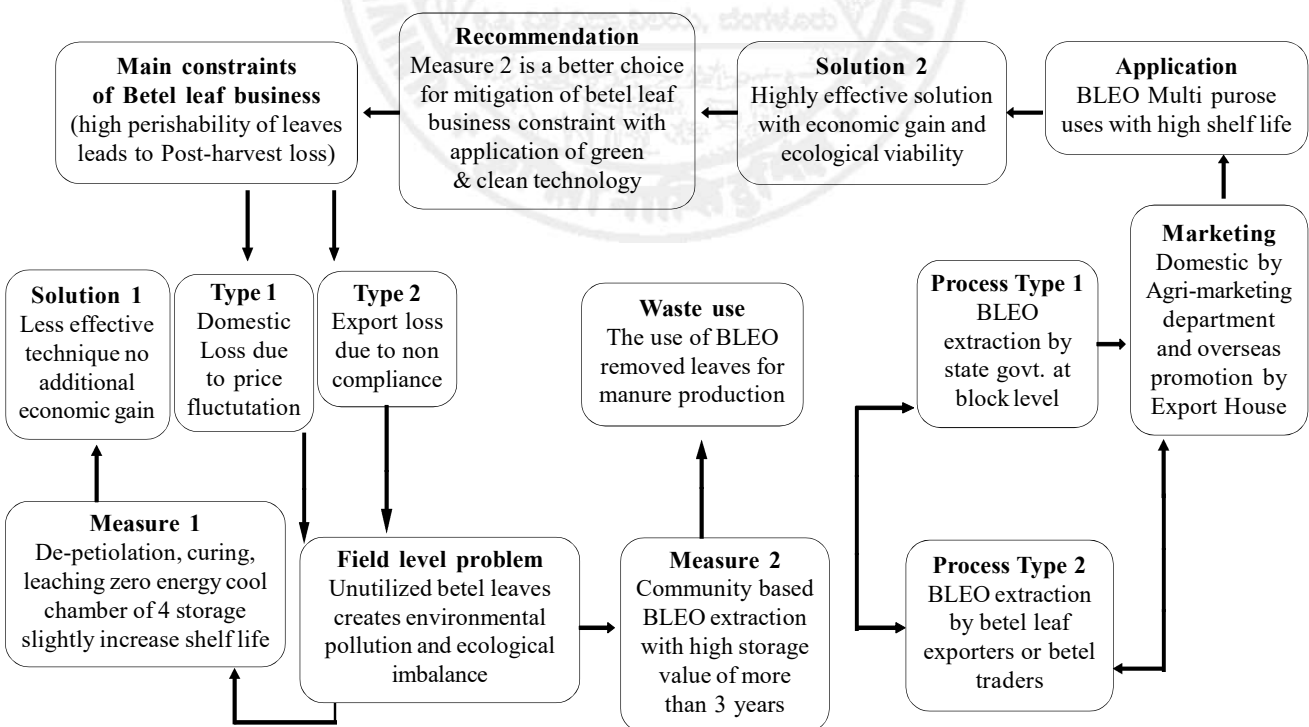 Main constraints
of Betel leaf business
(high perishability of leaves
leads to Post-harvest loss)
Recommendation
Measure 2 is a better choice
for mitigation of betel leaf
business constraint with
application of green
& clean technology
Solution 2
Highly effective solution
with economic gain and
ecological viability
Application
BLEO Multi purose
uses with high shelf life
Solution 1
Less effective
technique no
additional
economic gain
Type 1
Domestic
Loss due
to price
fluctutation
Type 2
Export loss
due to non
compliance
Waste use
The use of BLEO
removed leaves for
manure production
Process Type 1
BLEO
extraction by
state govt. at
block level
Marketing
Domestic by
Agri-marketing
department
and overseas
promotion by
Export House
Measure 1
De-petiolation, curing,
leaching zero energy cool
chamber of 4 storage
slightly increase shelf life
Field level problem
Unutilized betel leaves
creates environmental
pollution and ecological
imbalance
Measure 2
Community based
BLEO extraction
with high storage
value of more
than 3 years
Process Type 2
BLEO extraction
by betel leaf
exporters or betel
traders